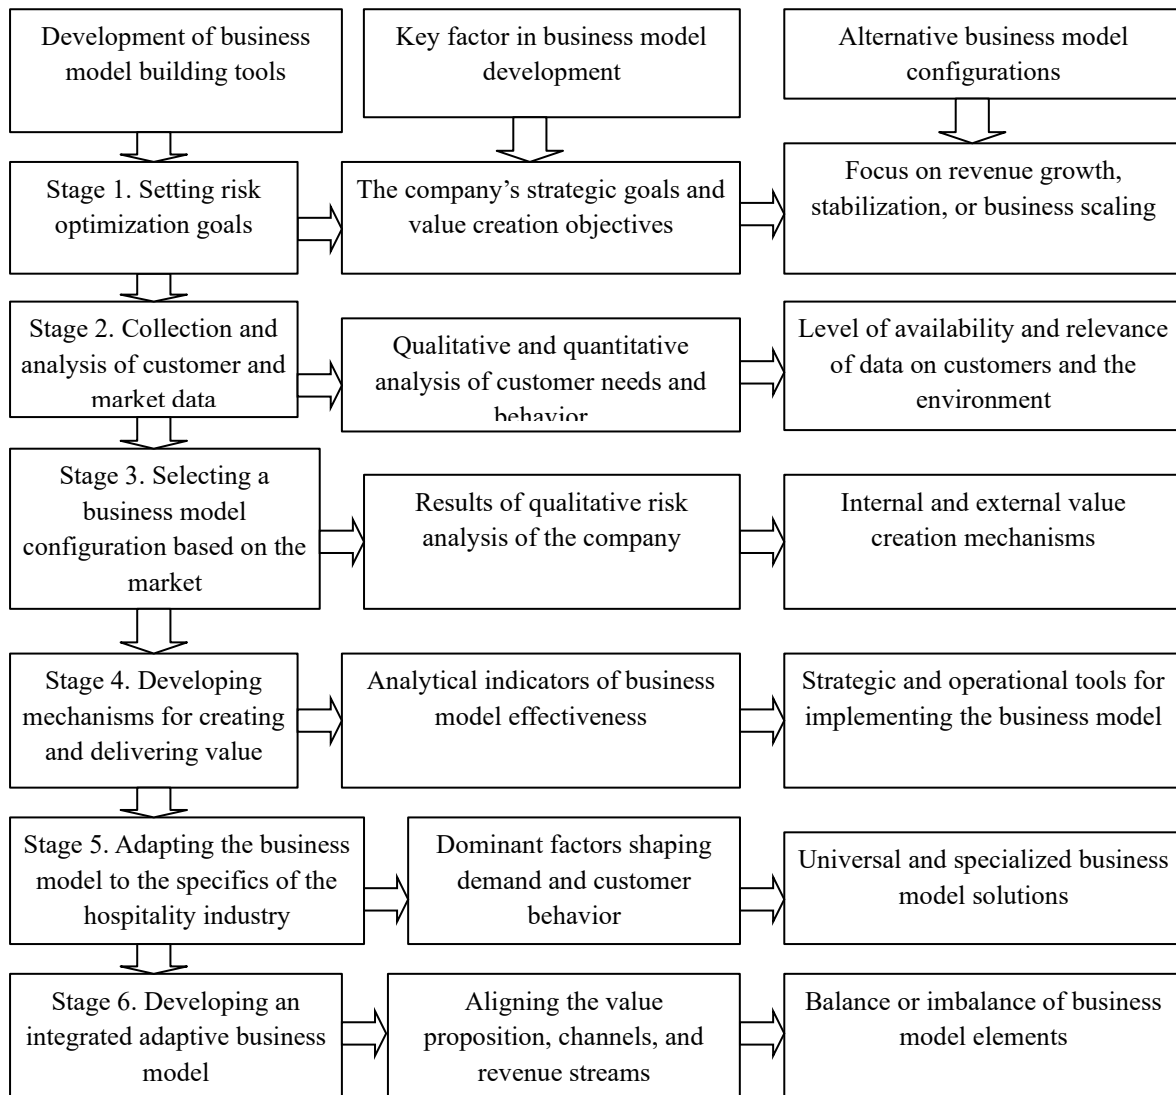 Development of business
model building tools
Key factor in business model
development
Alternative business model
configurations
Stage 1. Setting risk
optimization goals
The company’s strategic goals and
value creation objectives
Focus on revenue growth,
stabilization, or business scaling
Stage 2. Collection and
analysis of customer and
market data
Qualitative and quantitative
analysis of customer needs and
behavior
Level of availability and relevance
of data on customers and the
environment
Stage 3. Selecting a
business model
configuration based on the
market
Results of qualitative risk
analysis of the company
Internal and external value
creation mechanisms
Stage 4. Developing
mechanisms for creating
and delivering value
Analytical indicators of business
model effectiveness
Strategic and operational tools for
implementing the business model
Stage 5. Adapting the business
model to the specifics of the
hospitality industry
Dominant factors shaping
demand and customer
behavior
Universal and specialized business
model solutions
Stage 6. Developing an
integrated adaptive business
model
Aligning the value
proposition, channels, and
revenue streams
Balance or imbalance of business
model elements